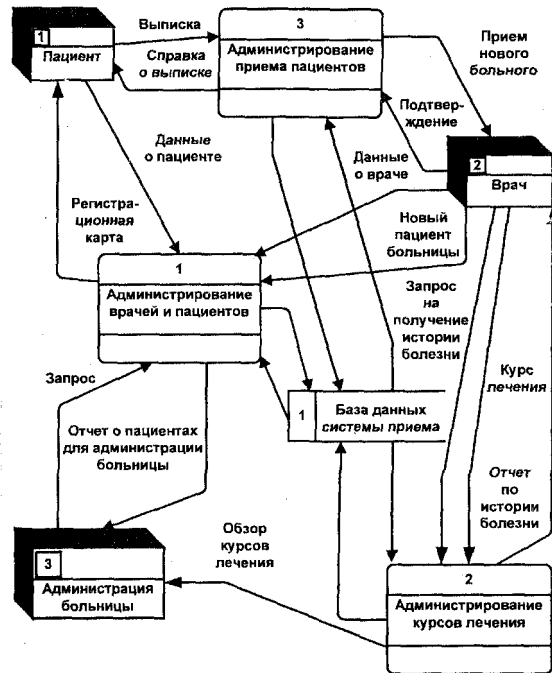 Выписка
1
Пациент
Справка
о выписке
3
Администрирование
приема пациентов
Прием
нового
больного
Подтвер-
ждение
Данные
о пациенте
Данные
о враче
2
Врач
Регистра-
ционная
карта
Новый
пациент
больницы
1
Администрирование
врачей и пациентов
Запрос на
получение
истории
болезни
Запрос
Курс
лечения
1
База данных
системы приема
Отчет о пациентах
для администрации
больницы
Отчет
по
истории
болезни
Обзор
курсов
лечения
3
Администрация
больницы
2
Администрирование
курсов лечения